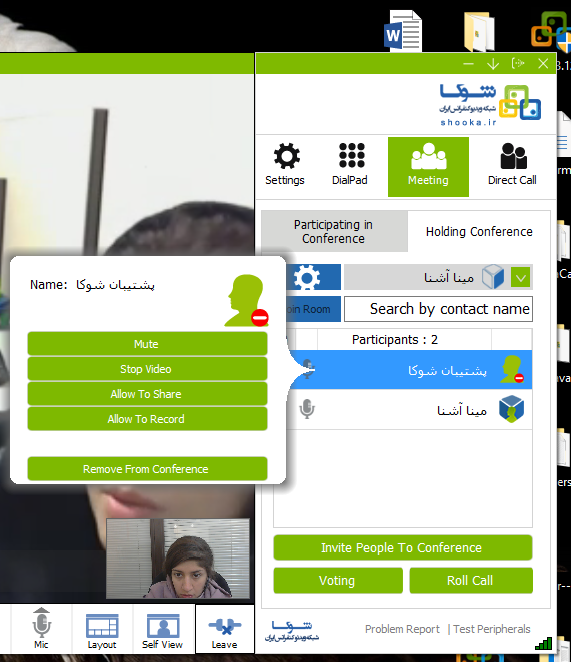 شوکا
شبکه ویدئو کنفرانس ایران
shooka.ir
Settings
DialPad
Meeting
Direct Call
Participating in
Conference
Holding Conference
مینا آشنا
Room
Search by contact name
Participants : 2
پشتیبان شوکا
مینا آشنا
Name: پشتیبان شوکا
Mute
Stop Video
Allow To Share
Allow To Record
Remove From Conference
Invite People To Conference
Voting
Roll Call
Mic
Layout
Self View
Leave
شوکا
شبکه ویدئو کنفرانس ایران
Problem Report | Test Peripherals